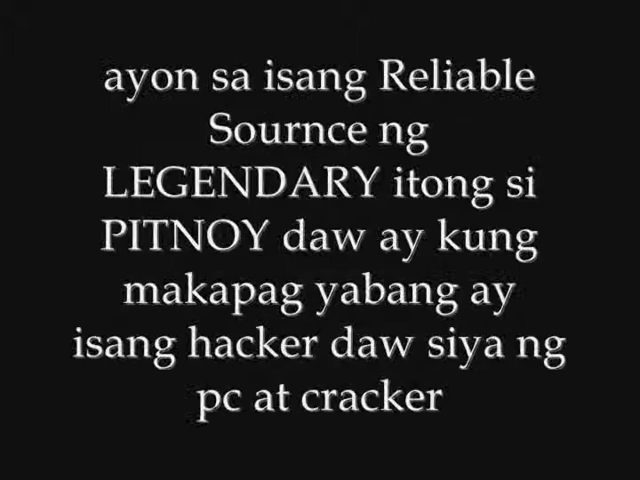 ayon sa isang Reliable
Sournce ng
LEGENDARY itong si
PITNOY daw ay kung
makapag yabang ay
isang hacker daw siya ng
pc at cracker